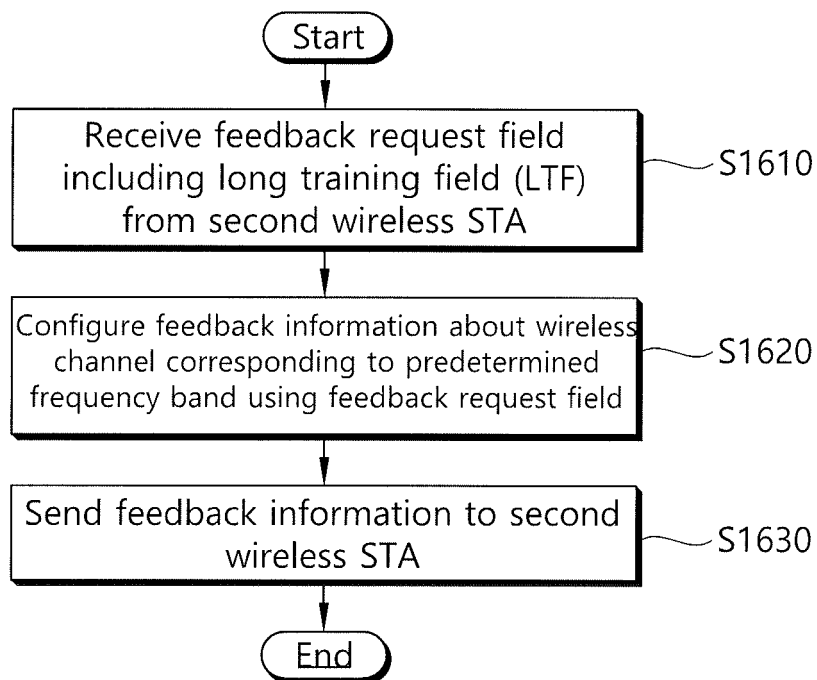 Start
Receive feedback request field
including long training field (LTF)
from second wireless STA
S1610
Configure feedback information about wireless
channel corresponding to predetermined
frequency band using feedback request field
S1620
Send feedback information to second
wireless STA
S1630
End